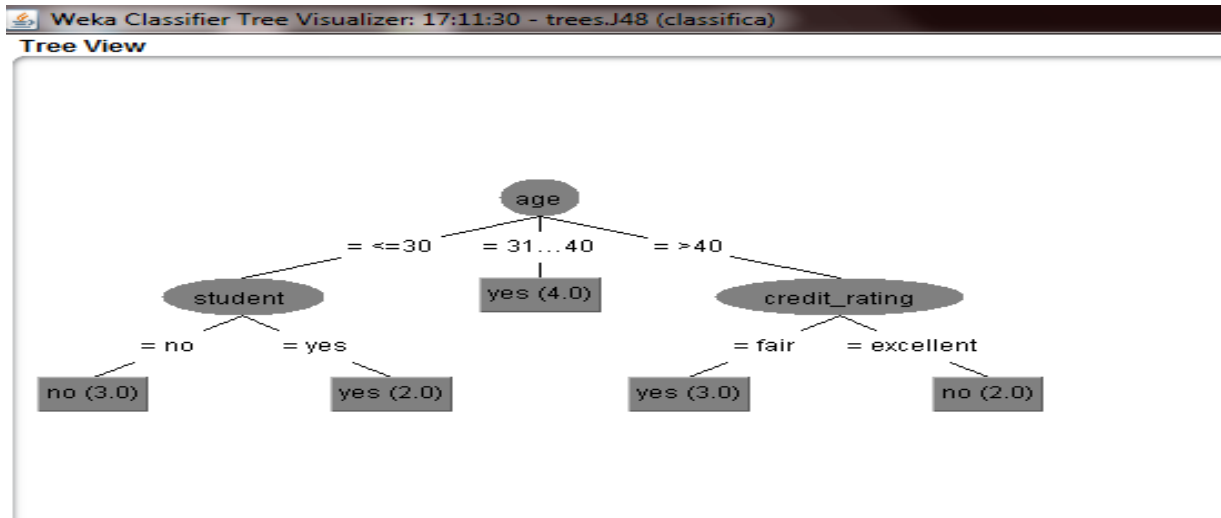 Weka Classifier Tree Visualizer: 17:11:30 - trees.J48 (classifica)
Tree View
age
= <=30 = 31...40 = >40
student yes (4.0) credit_rating
= no = yes = fair = excellent
no (3.0) yes (2.0) yes (3.0) no (2.0)